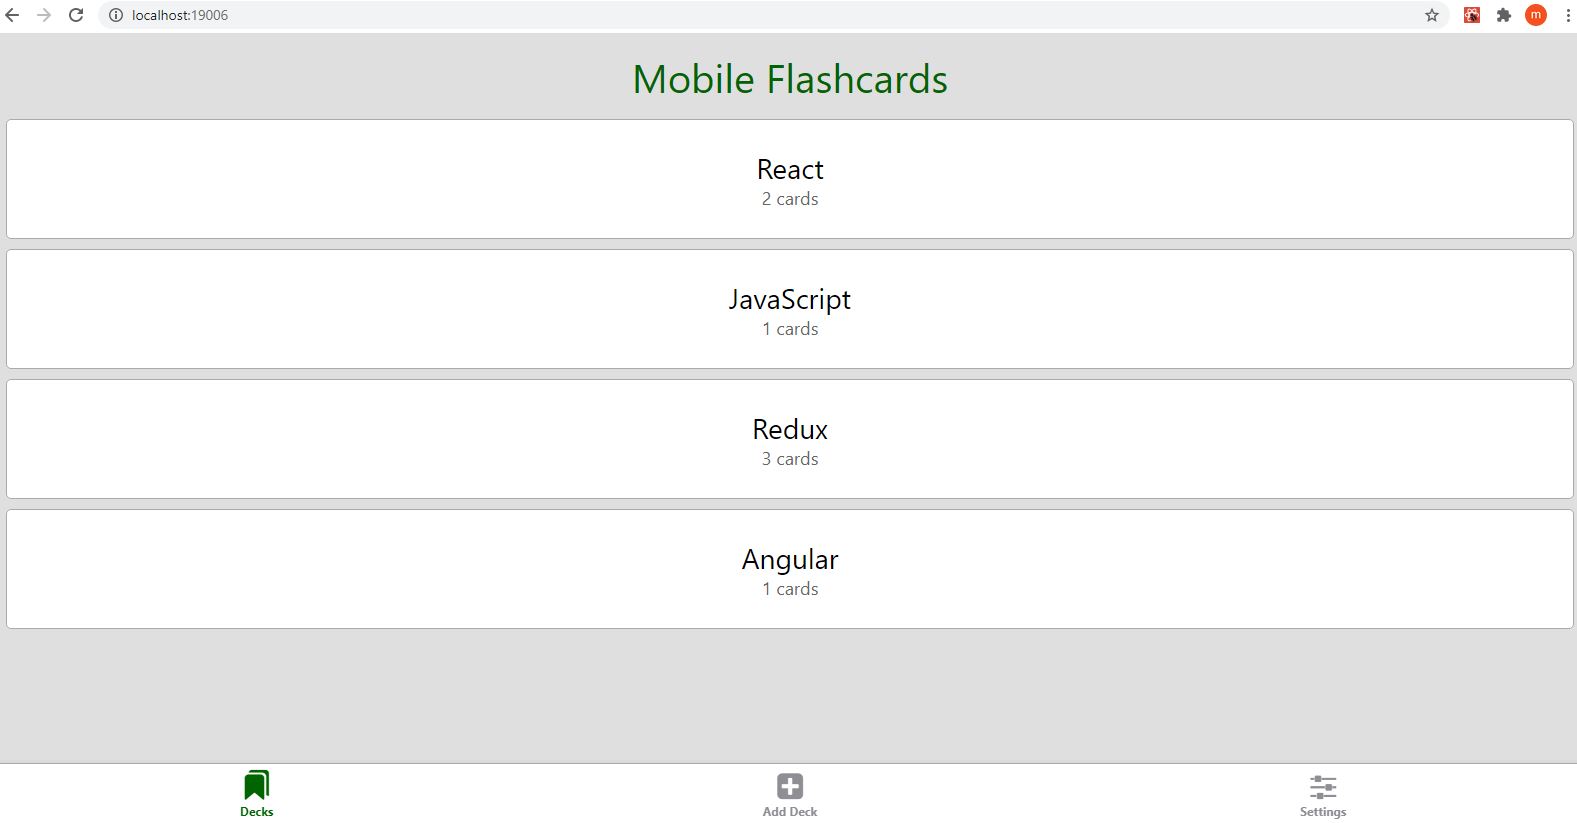 localhost:19006
m
Mobile Flashcards
React
2 cards
JavaScript
1 cards
Redux
3 cards
Angular
1 cards
Decks
Add Deck
Settings